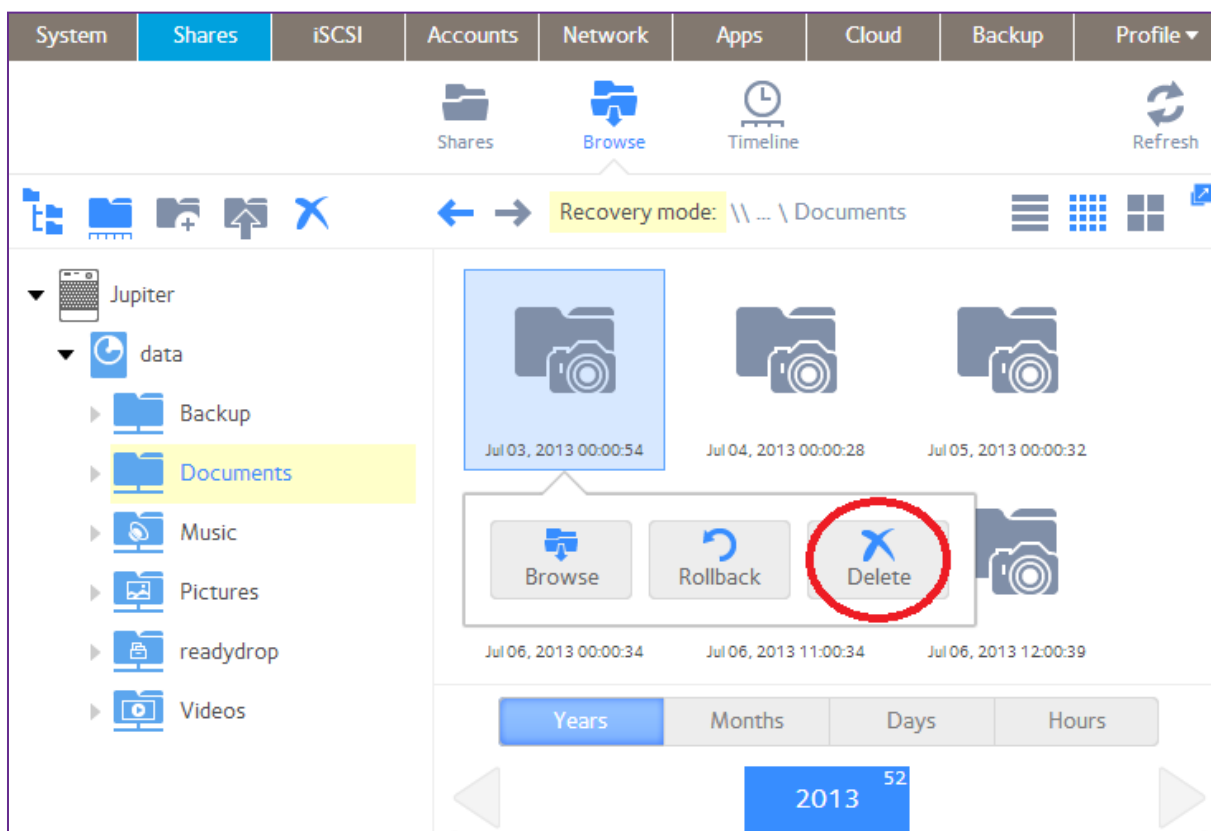 System Shares iSCSI Accounts Network Apps Cloud Backup Profile
Shares Browse Timeline Refresh
Recovery mode: \\ ... \ Documents
Jupiter
data
Backup
Documents
Music
Pictures
readydrop
Videos
Jul 03, 2013 00:00:54 Jul 04, 2013 00:00:28 Jul 05, 2013 00:00:32
Browse Rollback Delete
Jul 06, 2013 00:00:34 Jul 06, 2013 11:00:34 Jul 06, 2013 12:00:39
Years Months Days Hours
2013 52